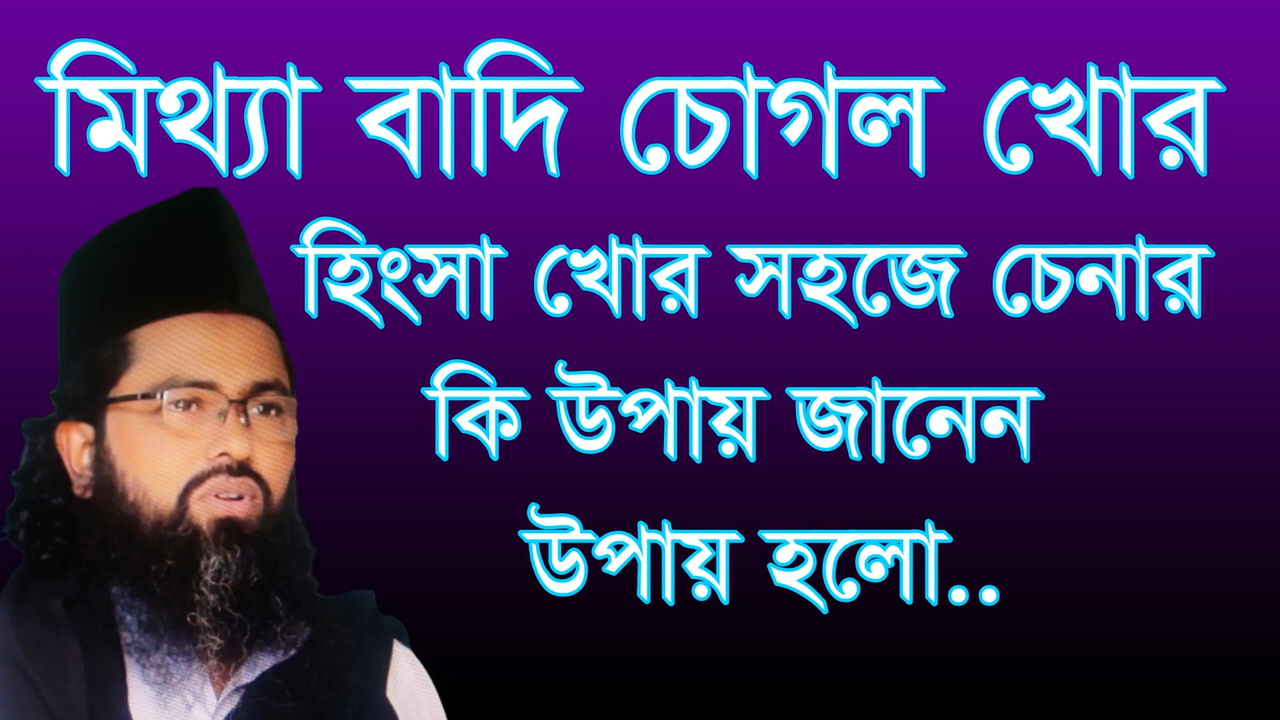 মিথ্যা বাদি চোগল খোর
হিংসা খোর সহজে চেনার
কি উপায় জানেন
উপায় হলো..